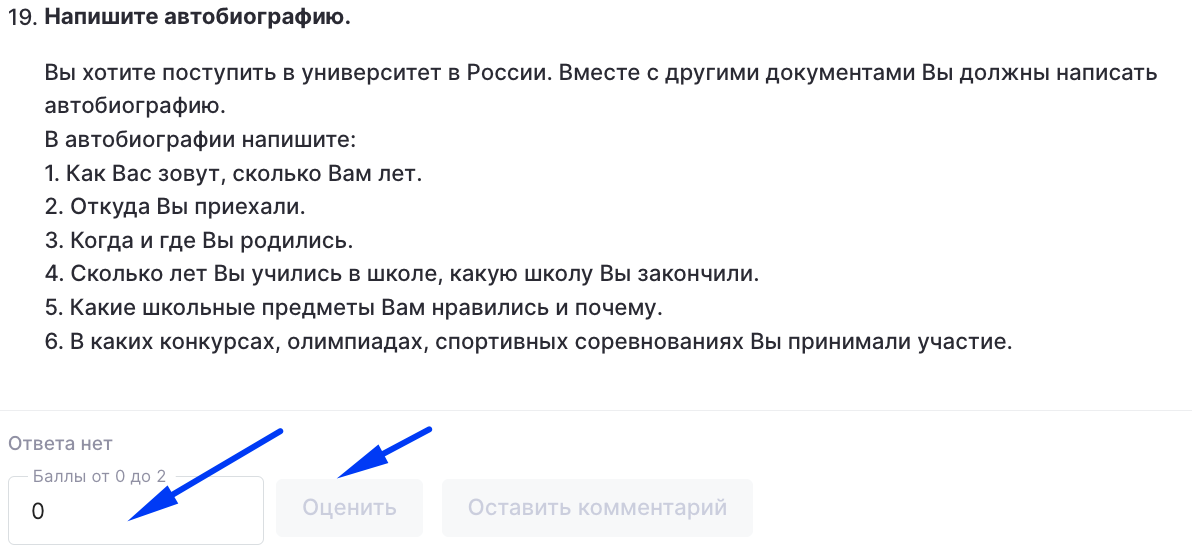 19. Напишите автобиографию.
Вы хотите поступить в университет в России. Вместе с другими документами Вы должны написать
автобиографию.
В автобиографии напишите:
1. Как Вас зовут, сколько Вам лет.
2. Откуда Вы приехали.
3. Когда и где Вы родились.
4. Сколько лет Вы учились в школе, какую школу Вы закончили.
5. Какие школьные предметы Вам нравились и почему.
6. В каких конкурсах, олимпиадах, спортивных соревнованиях Вы принимали участие.
Ответа нет
Баллы от 0 до 2
0 Оценить Оставить комментарий